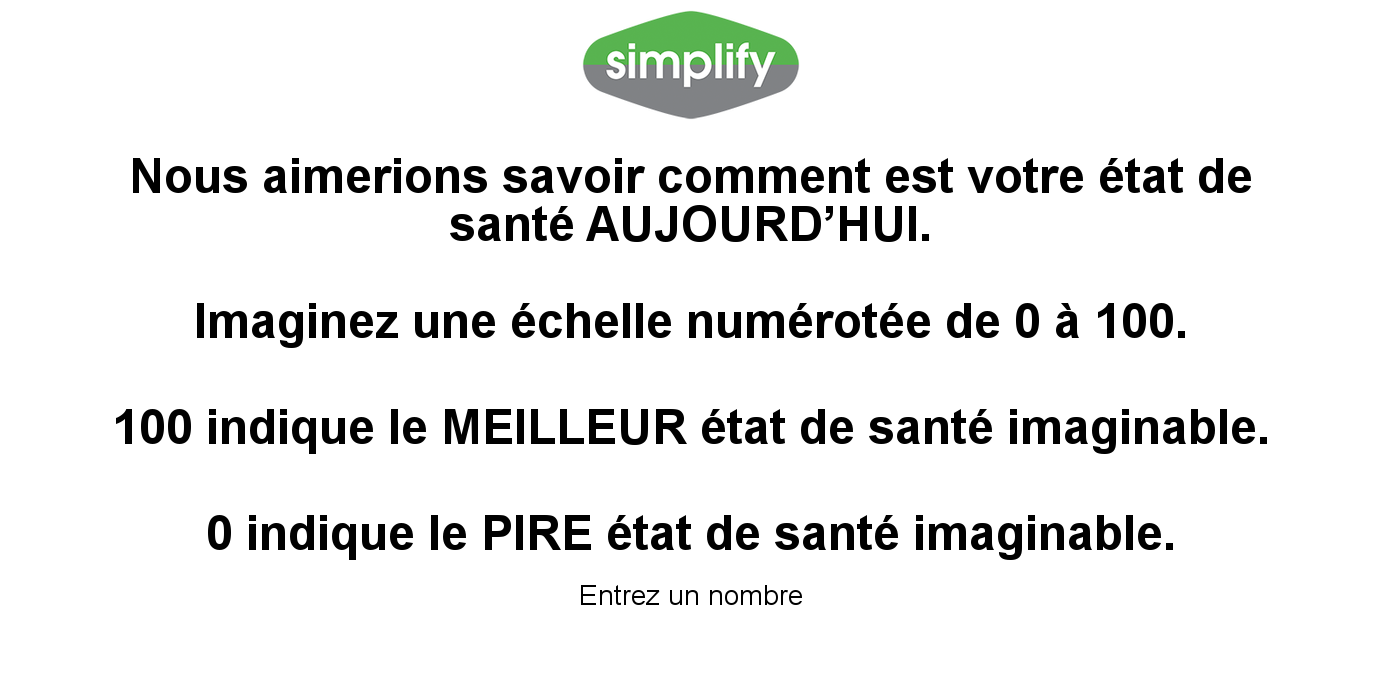 simplify
Nous aimerions savoir comment est votre état de
santé AUJOURD’HUI.
Imaginez une échelle numérotée de 0 à 100.
100 indique le MEILLEUR état de santé imaginable.
0 indique le PIRE état de santé imaginable.
Entrez un nombre